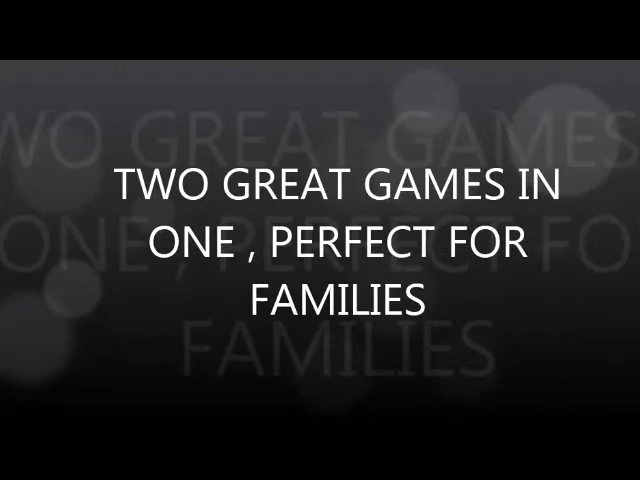 TWO GREAT GAMES IN
ONE , PERFECT FOR
FAMILIES